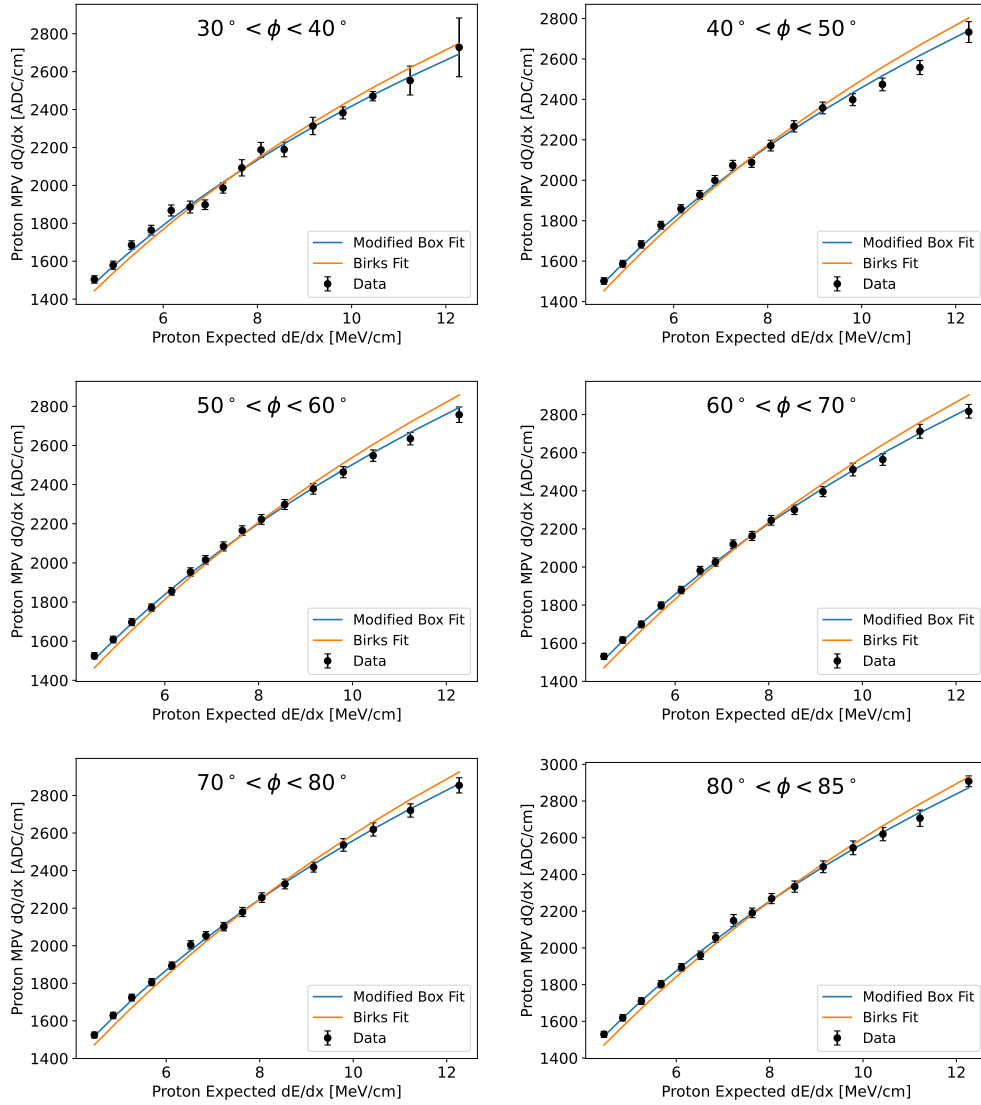 30° < ϕ < 40°
Proton MPV dQ/dx [ADC/cm]
2800
2600
2400
2200
2000
1800
1600
1400
Modified Box Fit
Birks Fit
Data
6 8 10 12
Proton Expected dE/dx [MeV/cm]
40° < ϕ < 50°
Proton MPV dQ/dx [ADC/cm]
2800
2600
2400
2200
2000
1800
1600
1400
Modified Box Fit
Birks Fit
Data
6 8 10 12
Proton Expected dE/dx [MeV/cm]
50° < ϕ < 60°
Proton MPV dQ/dx [ADC/cm]
2800
2600
2400
2200
2000
1800
1600
1400
Modified Box Fit
Birks Fit
Data
6 8 10 12
Proton Expected dE/dx [MeV/cm]
60° < ϕ < 70°
Proton MPV dQ/dx [ADC/cm]
2800
2600
2400
2200
2000
1800
1600
1400
Modified Box Fit
Birks Fit
Data
6 8 10 12
Proton Expected dE/dx [MeV/cm]
70° < ϕ < 80°
Proton MPV dQ/dx [ADC/cm]
2800
2600
2400
2200
2000
1800
1600
1400
Modified Box Fit
Birks Fit
Data
6 8 10 12
Proton Expected dE/dx [MeV/cm]
80° < ϕ < 85°
Proton MPV dQ/dx [ADC/cm]
3000
2800
2600
2400
2200
2000
1800
1600
1400
Modified Box Fit
Birks Fit
Data
6 8 10 12
Proton Expected dE/dx [MeV/cm]